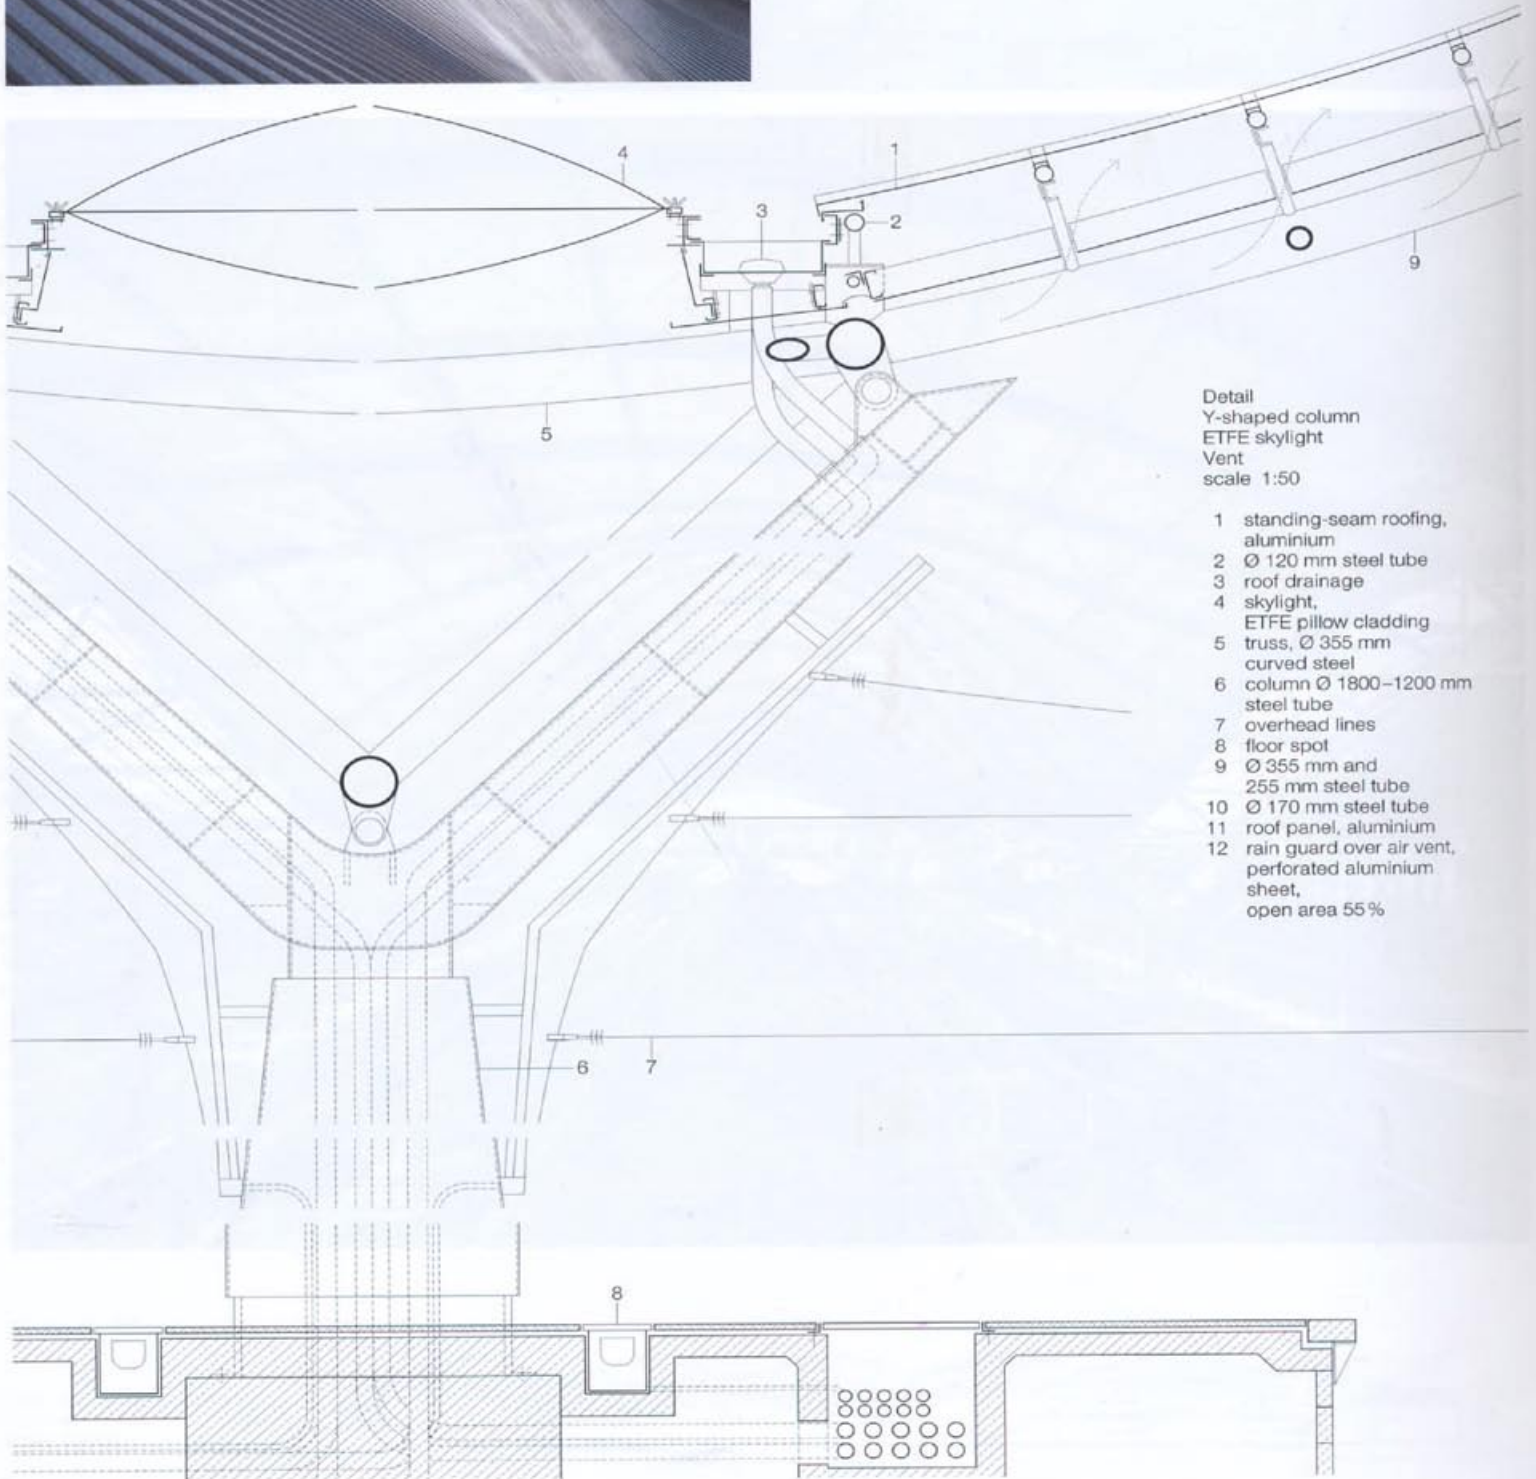 4
1
3
2
9
5
Detail
Y-shaped column
ETFE skylight
Vent
scale 1:50
1 standing-seam roofing,
aluminium
2 Ø 120 mm steel tube
3 roof drainage
4 skylight,
ETFE pillow cladding
5 truss, Ø 355 mm
curved steel
6 column Ø 1800–1200 mm
steel tube
7 overhead lines
8 floor spot
9 Ø 355 mm and
255 mm steel tube
10 Ø 170 mm steel tube
11 roof panel, aluminium
12 rain guard over air vent,
perforated aluminium
sheet,
open area 55%
6
7
8